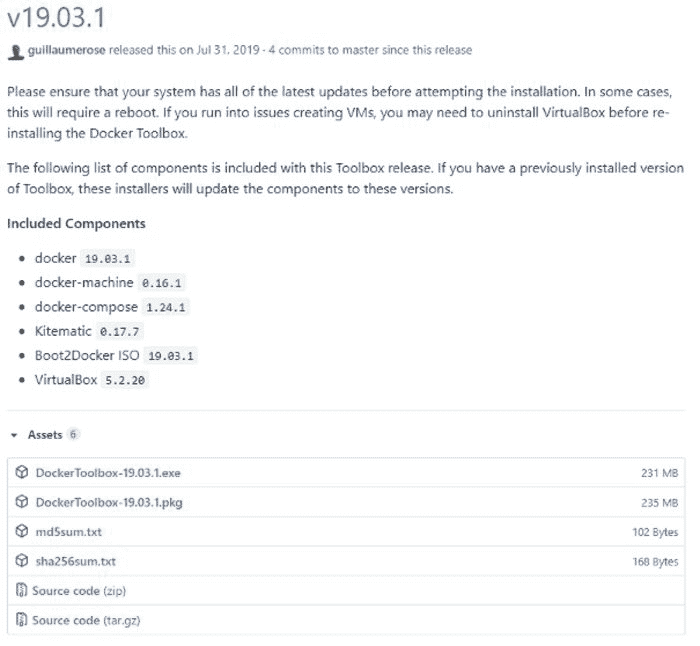 v19.03.1
guillaumerose released this on Jul 31, 2019 · 4 commits to master since this release
Please ensure that your system has all of the latest updates before attempting the installation. In some cases,
this will require a reboot. If you run into issues creating VMs, you may need to uninstall VirtualBox before re-
installing the Docker Toolbox.
The following list of components is included with this Toolbox release. If you have a previously installed version
of Toolbox, these installers will update the components to these versions.
Included Components
• docker 19.03.1
• docker-machine 0.16.1
• docker-compose 1.24.1
• Kitematic 0.17.7
• Boot2Docker ISO 19.03.1
• VirtualBox 5.2.20
Assets 6
DockerToolbox-19.03.1.exe 231 MB
DockerToolbox-19.03.1.pkg 235 MB
md5sum.txt 102 Bytes
sha256sum.txt 168 Bytes
Source code (zip)
Source code (tar.gz)